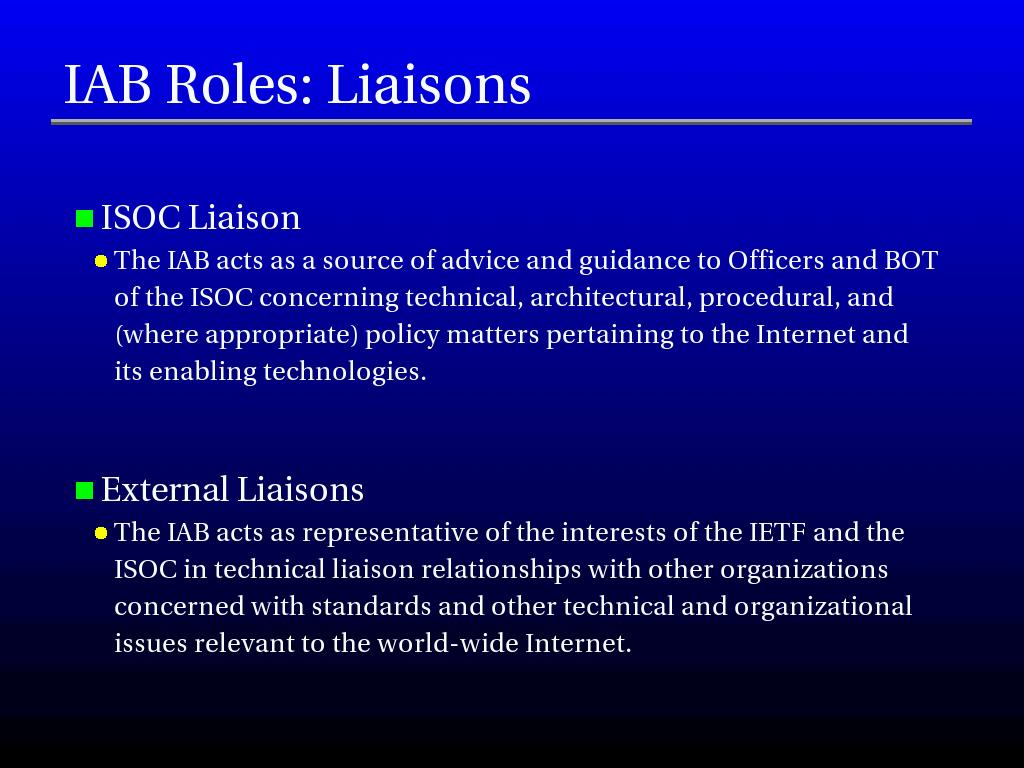 IAB Roles: Liaisons
ISOC Liaison
The IAB acts as a source of advice and guidance to Officers and BOT
of the ISOC concerning technical, architectural, procedural, and
(where appropriate) policy matters pertaining to the Internet and
its enabling technologies.
External Liaisons
The IAB acts as representative of the interests of the IETF and the
ISOC in technical liaison relationships with other organizations
concerned with standards and other technical and organizational
issues relevant to the world-wide Internet.